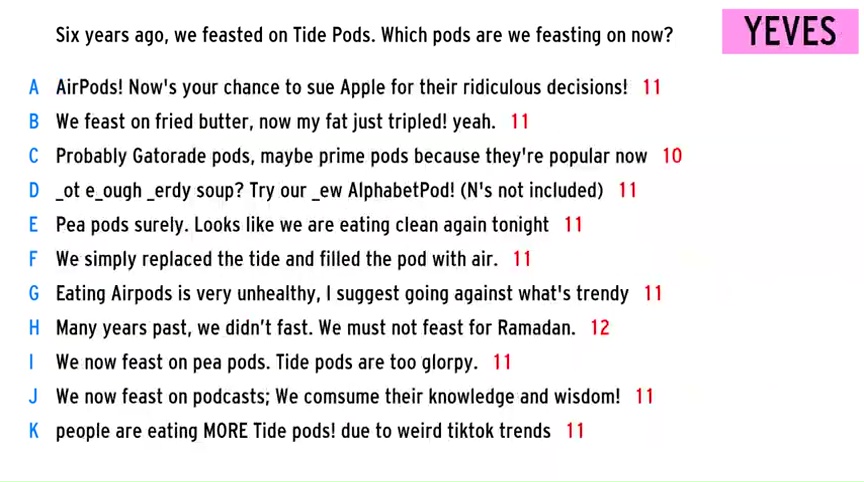 Six years ago, we feasted on Tide Pods. Which pods are we feasting on now?
YEVES
A AirPods! Now's your chance to sue Apple for their ridiculous decisions! 11
B We feast on fried butter, now my fat just tripled! yeah. 11
C Probably Gatorade pods, maybe prime pods because they're popular now 10
D _ot e_ough _erdy soup? Try our _ew AlphabetPod! (N's not included) 11
E Pea pods surely. Looks like we are eating clean again tonight 11
F We simply replaced the tide and filled the pod with air. 11
G Eating Airpods is very unhealthy, I suggest going against what's trendy 11
H Many years past, we didn’t fast. We must not feast for Ramadan. 12
I We now feast on pea pods. Tide pods are too glorpy. 11
J We now feast on podcasts; We comsume their knowledge and wisdom! 11
K people are eating MORE Tide pods! due to weird tiktok trends 11